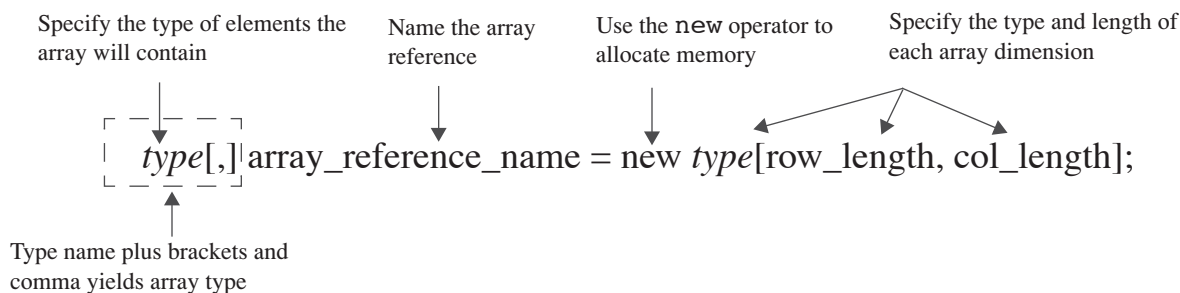 Specify the type of elements the
array will contain
Name the array
reference
Use the new operator to
allocate memory
Specify the type and length of
each array dimension
type[,] array_reference_name = new type[row_length, col_length];
Type name plus brackets and
comma yields array type